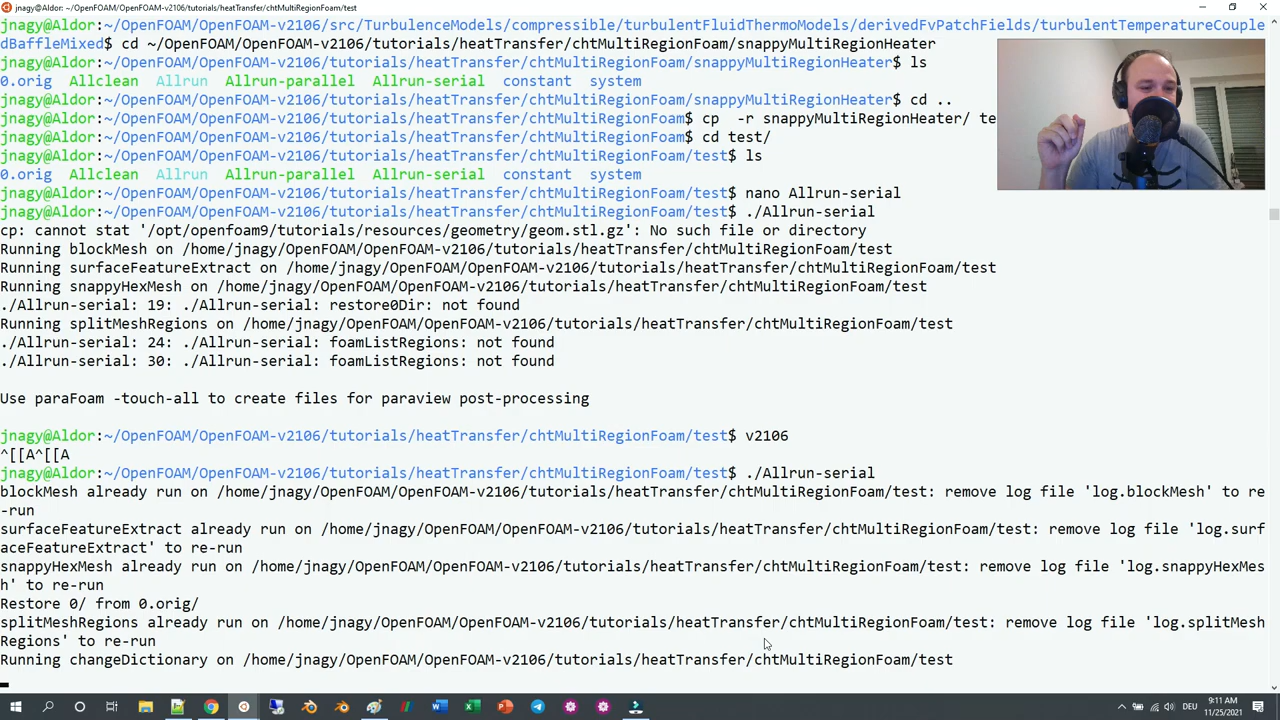 jnagy@Aldor: ~/OpenFOAM/OpenFOAM-v2106/tutorials/heatTransfer/chtMultiRegionFoam/test
jnagy@Aldor:~/OpenFOAM/OpenFOAM-v2106/src/TurbulenceModels/compressible/turbulentFluidThermoModels/derivedFvPatchFields/turbulentTemperatureCouple
dBaffleMixed$ cd ~/OpenFOAM/OpenFOAM-v2106/tutorials/heatTransfer/chtMultiRegionFoam/snappyMultiRegionHeater
jnagy@Aldor:~/OpenFOAM/OpenFOAM-v2106/tutorials/heatTransfer/chtMultiRegionFoam/snappyMultiRegionHeater$ ls
0.orig Allclean Allrun Allrun-parallel Allrun-serial constant system
jnagy@Aldor:~/OpenFOAM/OpenFOAM-v2106/tutorials/heatTransfer/chtMultiRegionFoam/snappyMultiRegionHeater$ cd ..
jnagy@Aldor:~/OpenFOAM/OpenFOAM-v2106/tutorials/heatTransfer/chtMultiRegionFoam$ cp  -r snappyMultiRegionHeater/ te
jnagy@Aldor:~/OpenFOAM/OpenFOAM-v2106/tutorials/heatTransfer/chtMultiRegionFoam$ cd test/
jnagy@Aldor:~/OpenFOAM/OpenFOAM-v2106/tutorials/heatTransfer/chtMultiRegionFoam/test$ ls
0.orig Allclean Allrun Allrun-parallel Allrun-serial constant system
jnagy@Aldor:~/OpenFOAM/OpenFOAM-v2106/tutorials/heatTransfer/chtMultiRegionFoam/test$ nano Allrun-serial
jnagy@Aldor:~/OpenFOAM/OpenFOAM-v2106/tutorials/heatTransfer/chtMultiRegionFoam/test$ ./Allrun-serial
cp: cannot stat '/opt/openfoam9/tutorials/resources/geometry/geom.stl.gz': No such file or directory
Running blockMesh on /home/jnagy/OpenFOAM/OpenFOAM-v2106/tutorials/heatTransfer/chtMultiRegionFoam/test
Running surfaceFeatureExtract on /home/jnagy/OpenFOAM/OpenFOAM-v2106/tutorials/heatTransfer/chtMultiRegionFoam/test
Running snappyHexMesh on /home/jnagy/OpenFOAM/OpenFOAM-v2106/tutorials/heatTransfer/chtMultiRegionFoam/test
./Allrun-serial: 19: ./Allrun-serial: restore0Dir: not found
Running splitMeshRegions on /home/jnagy/OpenFOAM/OpenFOAM-v2106/tutorials/heatTransfer/chtMultiRegionFoam/test
./Allrun-serial: 24: ./Allrun-serial: foamListRegions: not found
./Allrun-serial: 30: ./Allrun-serial: foamListRegions: not found
Use paraFoam -touch-all to create files for paraview post-processing
jnagy@Aldor:~/OpenFOAM/OpenFOAM-v2106/tutorials/heatTransfer/chtMultiRegionFoam/test$ v2106
^[[A^[[A
jnagy@Aldor:~/OpenFOAM/OpenFOAM-v2106/tutorials/heatTransfer/chtMultiRegionFoam/test$ ./Allrun-serial
blockMesh already run on /home/jnagy/OpenFOAM/OpenFOAM-v2106/tutorials/heatTransfer/chtMultiRegionFoam/test: remove log file 'log.blockMesh' to re
-run
surfaceFeatureExtract already run on /home/jnagy/OpenFOAM/OpenFOAM-v2106/tutorials/heatTransfer/chtMultiRegionFoam/test: remove log file 'log.surf
aceFeatureExtract' to re-run
snappyHexMesh already run on /home/jnagy/OpenFOAM/OpenFOAM-v2106/tutorials/heatTransfer/chtMultiRegionFoam/test: remove log file 'log.snappyHexMes
h' to re-run
Restore 0/ from 0.orig/
splitMeshRegions already run on /home/jnagy/OpenFOAM/OpenFOAM-v2106/tutorials/heatTransfer/chtMultiRegionFoam/test: remove log file 'log.splitMesh
Regions' to re-run
Running changeDictionary on /home/jnagy/OpenFOAM/OpenFOAM-v2106/tutorials/heatTransfer/chtMultiRegionFoam/test
DEU
9:11 AM
11/25/2021